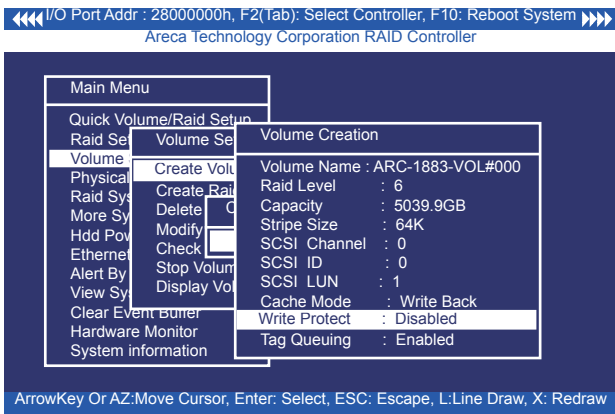 I/O Port Addr : 28000000h, F2(Tab): Select Controller, F10: Reboot System
Areca Technology Corporation RAID Controller
Main Menu
Quick Volume/Raid Setup
Raid Set
Volume
Physical
Raid Sys
More Sy
Hdd Pow
Ethernet
Alert By
View Sy
Clear Event Buffer
Hardware Monitor
System information
Volume Se
Create Volu
Create Rai
Delete
Modify
Check
Stop Volum
Display Vol
C
Volume Creation
Volume Name : ARC-1883-VOL#000
Raid Level : 6
Capacity : 5039.9GB
Stripe Size : 64K
SCSI Channel : 0
SCSI ID : 0
SCSI LUN : 1
Cache Mode : Write Back
Write Protect : Disabled
Tag Queuing : Enabled
ArrowKey Or AZ:Move Cursor, Enter: Select, ESC: Escape, L:Line Draw, X: Redraw